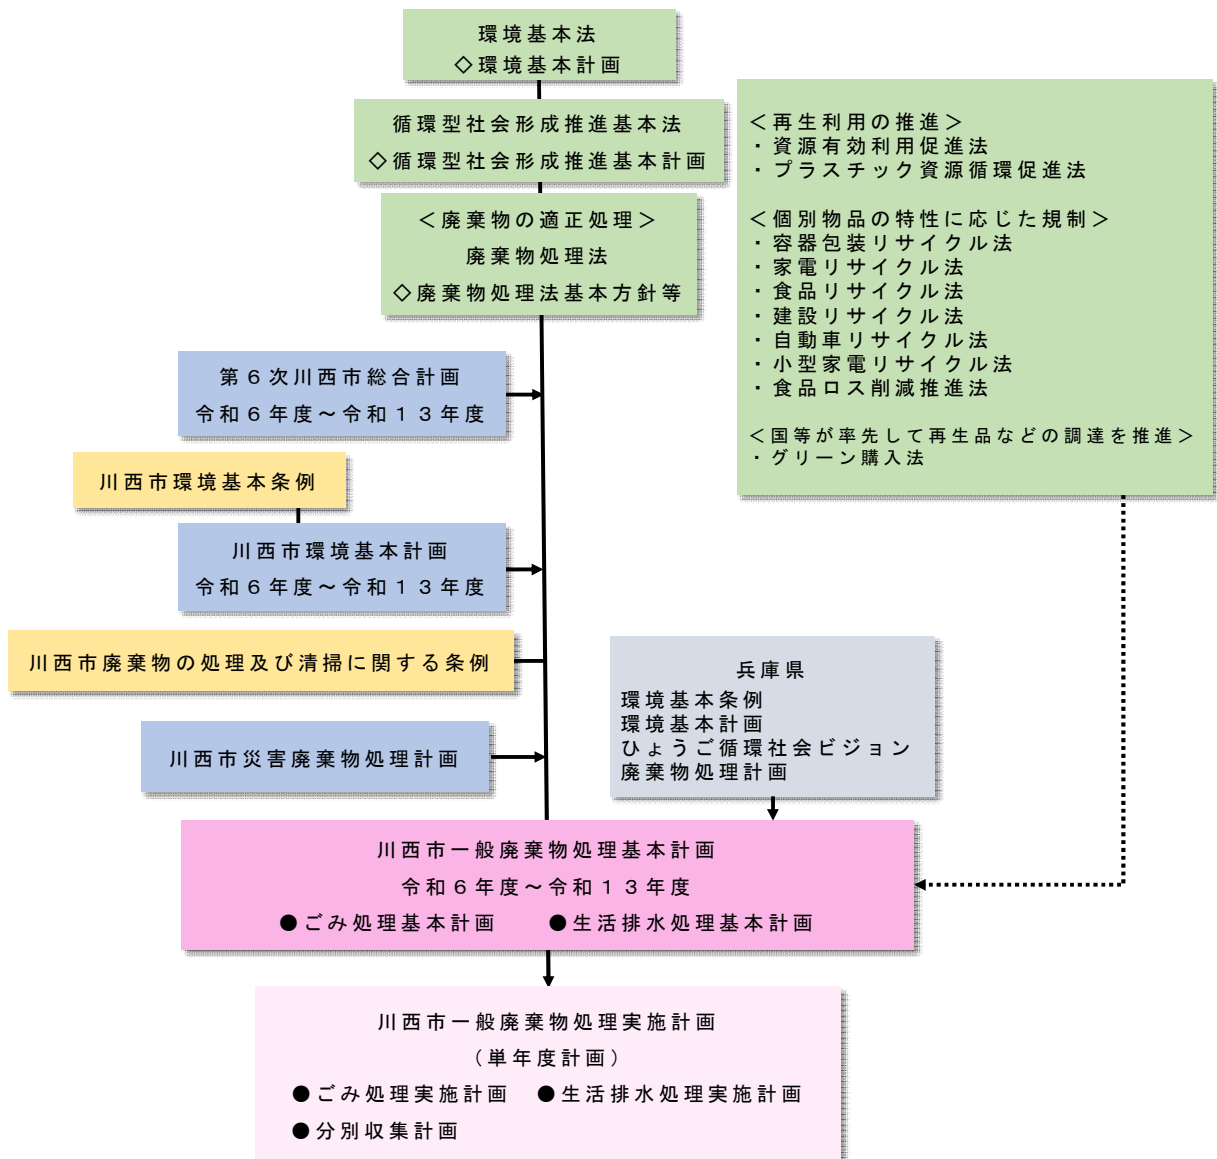 環境基本法
◇環境基本計画
循環型社会形成推進基本法
◇循環型社会形成推進基本計画
＜廃棄物の適正処理＞
廃棄物処理法
◇廃棄物処理法基本方針等
＜再生利用の推進＞
・資源有効利用促進法
・プラスチック資源循環促進法
＜個別物品の特性に応じた規制＞
・容器包装リサイクル法
・家電リサイクル法
・食品リサイクル法
・建設リサイクル法
・自動車リサイクル法
・小型家電リサイクル法
・食品ロス削減推進法
＜国等が率先して再生品などの調達を推進＞
・グリーン購入法
第６次川西市総合計画
令和６年度～令和１３年度
川西市環境基本条例
川西市環境基本計画
令和６年度～令和１３年度
川西市廃棄物の処理及び清掃に関する条例
川西市災害廃棄物処理計画
兵庫県
環境基本条例
環境基本計画
ひょうご循環社会ビジョン
廃棄物処理計画
川西市一般廃棄物処理基本計画
令和６年度～令和１３年度
●ごみ処理基本計画　●生活排水処理基本計画
川西市一般廃棄物処理実施計画
（単年度計画）
●ごみ処理実施計画　●生活排水処理実施計画
●分別収集計画